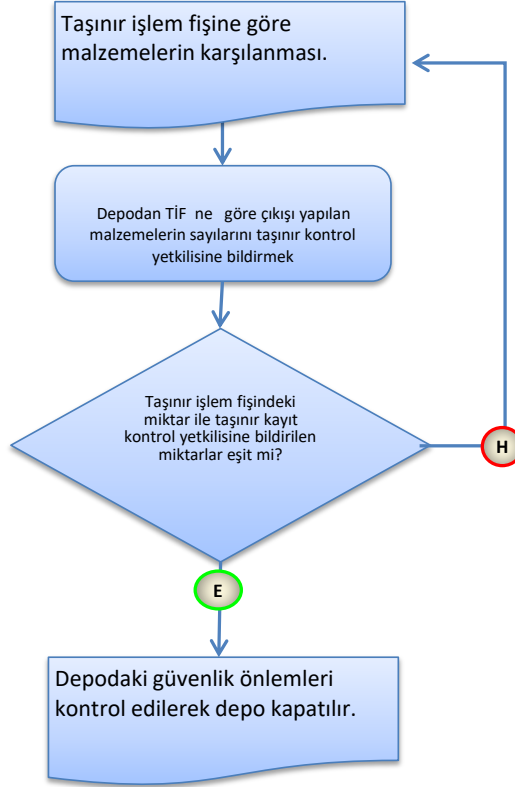 Taşınır işlem fişine göre
malzemelerin karşılanması.
Depodan TİF ne göre çıkışı yapılan
malzemelerin sayılarını taşınır kontrol
yetkilisine bildirmek
Taşınır işlem fişindeki
miktar ile taşınır kayıt
kontrol yetkilisine bildirilen
miktarlar eşit mi?
H
E
Depodaki güvenlik önlemleri
kontrol edilerek depo kapatılır.